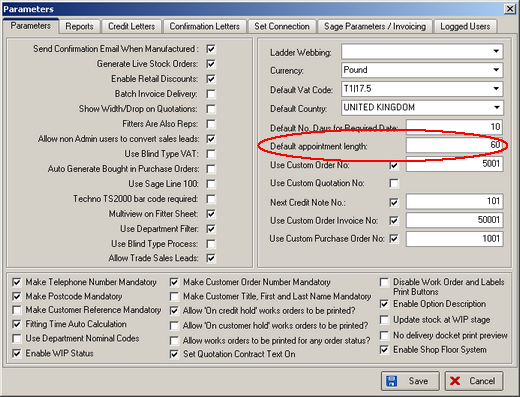 Parameters
Parameters Reports Credit Letters Confirmation Letters Set Connection Sage Parameters / Invoicing Logged Users
Send Confirmation Email When Manufactured :
Generate Live Stock Orders:
Enable Retail Discounts:
Batch Invoice Delivery:
Show Width/Drop on Quotations:
Fitters Are Also Reps:
Allow non Admin users to convert sales leads:
Use Blind Type VAT:
Auto Generate Bought in Purchase Orders:
Use Sage Line 100:
Techno TS2000 bar code required:
Multiview on Fitter Sheet:
Use Department Filter:
Use Blind Type Process:
Allow Trade Sales Leads:
Ladder Webbing:
Currency: Pound
Default Vat Code: T1|17.5
Default Country: UNITED KINGDOM
Default No. Days for Required Date: 10
Default appointment length: 60
Use Custom Order No: 5001
Use Custom Quotation No:
Next Credit Note No.: 101
Use Custom Order Invoice No: 50001
Use Custom Purchase Order No: 1001
Make Telephone Number Mandatory
Make Postcode Mandatory
Make Customer Reference Mandatory
Fitting Time Auto Calculation
Use Department Nominal Codes
Enable WIP Status
Make Customer Order Number Mandatory
Make Customer Title, First and Last Name Mandatory
Allow 'On credit hold' works orders to be printed?
Allow 'On customer hold' works orders to be printed?
Allow works orders to be printed for any order status?
Set Quotation Contract Text On
Disable Work Order and Labels
Print Buttons
Enable Option Description
Update stock at WIP stage
No delivery docket print preview
Enable Shop Floor System
Save Cancel